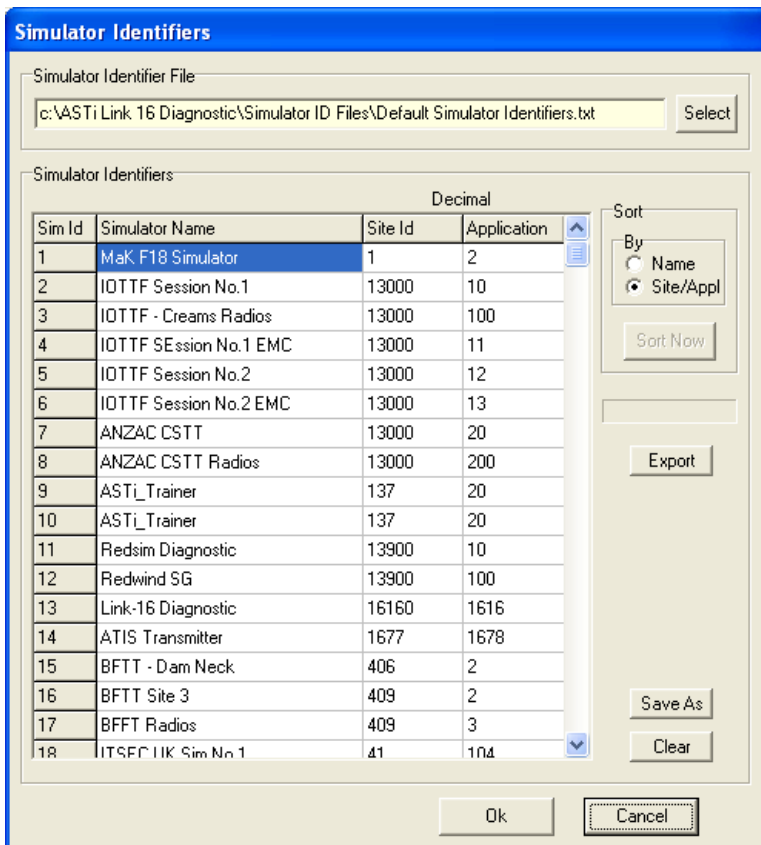 Simulator Identifiers
Simulator Identifier File
c:\ASTi Link 16 Diagnostic\Simulator ID Files\Default Simulator Identifiers.txt Select
Simulator Identifiers
Decimal
Sim Id Simulator Name Site Id Application
1 MaK F18 Simulator 1 2
2 IOTTF Session No.1 13000 10
3 IOTTF - Creams Radios 13000 100
4 IOTTF SEssion No.1 EMC 13000 11
5 IOTTF Session No.2 13000 12
6 IOTTF Session No.2 EMC 13000 13
7 ANZAC CSTT 13000 20
8 ANZAC CSTT Radios 13000 200
9 ASTi_Trainer 137 20
10 ASTi_Trainer 137 20
11 Redsim Diagnostic 13900 10
12 Redwind SG 13900 100
13 Link-16 Diagnostic 16160 1616
14 ATIS Transmitter 1677 1678
15 BFTT - Dam Neck 406 2
16 BFTT Site 3 409 2
17 BFFT Radios 409 3
18 ITSEC UK Sim No.1 41 104
Sort
By
Name
Site/Appl
Sort Now
Export
Save As
Clear
Ok Cancel